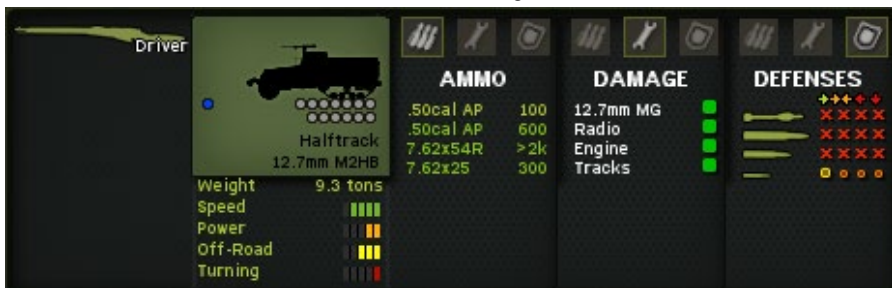 Driver
Halftrack
12.7mm M2HB
Weight 9.3 tons
Speed
Power
Off-Road
Turning
AMMO
.50cal AP 100
.50cal AP 600
7.62x54R >2k
7.62x25 300
DAMAGE
12.7mm MG
Radio
Engine
Tracks
DEFENSES